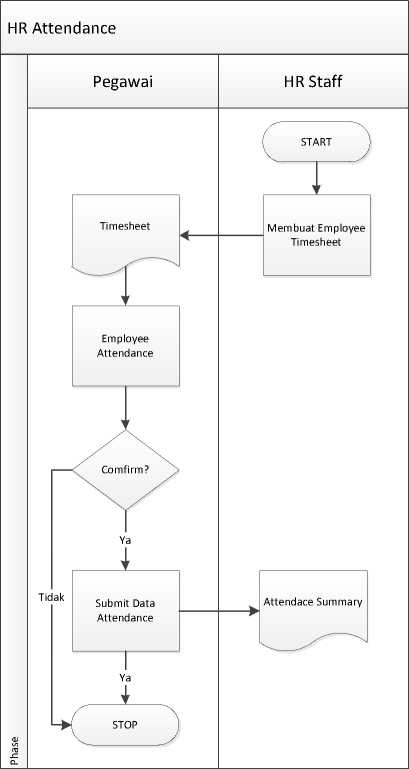 HR Attendance
Pegawai
HR Staff
START
Timesheet
Membuat Employee
Timesheet
Employee
Attendance
Comfirm?
Ya
Tidak
Submit Data
Attendance
Attendace Summary
Ya
STOP
Phase